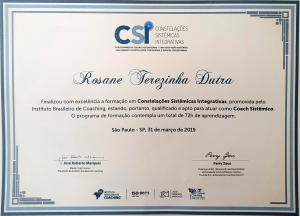 CSI
CONSTELAÇÕES
SISTÊMICAS
INTEGRATIVAS
Rosane Terezinha Dutra
Finalizou com excelência a formação em Constelações Sistêmicas Integrativas, promovida pelo
Instituto Brasileiro de Coaching, estando, portanto, qualificado e apto para atuar como Coach Sistêmico.
O programa de formação contempla um total de 72h de aprendizagem.
São Paulo - SP, 31 de março de 2019
José Roberto Marques
Perry Zeus
COACHING